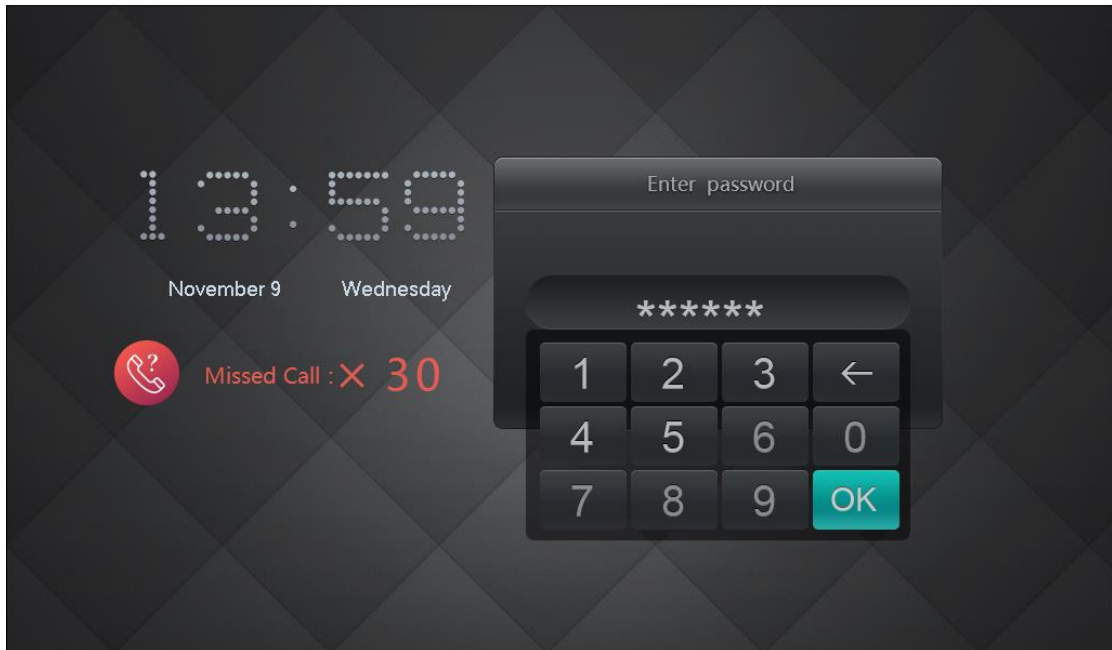 13:59
November 9 Wednesday
Missed Call : × 30
Enter password
******
1 2 3 ←
4 5 6 0
7 8 9 OK